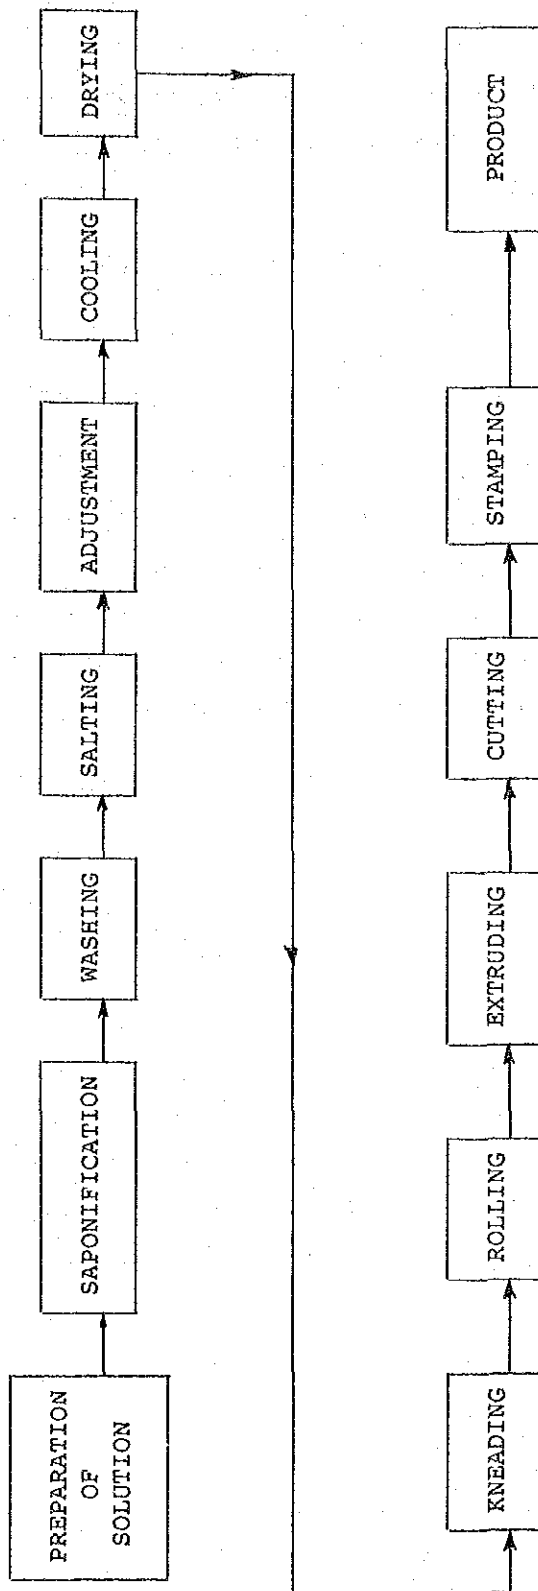 PREPARATION
OF
SOLUTION
SAPONIFICATION
WASHING
SALTING
ADJUSTMENT
COOLING
DRYING
KNEADING
ROLLING
EXTRUDING
CUTTING
STAMPING
PRODUCT